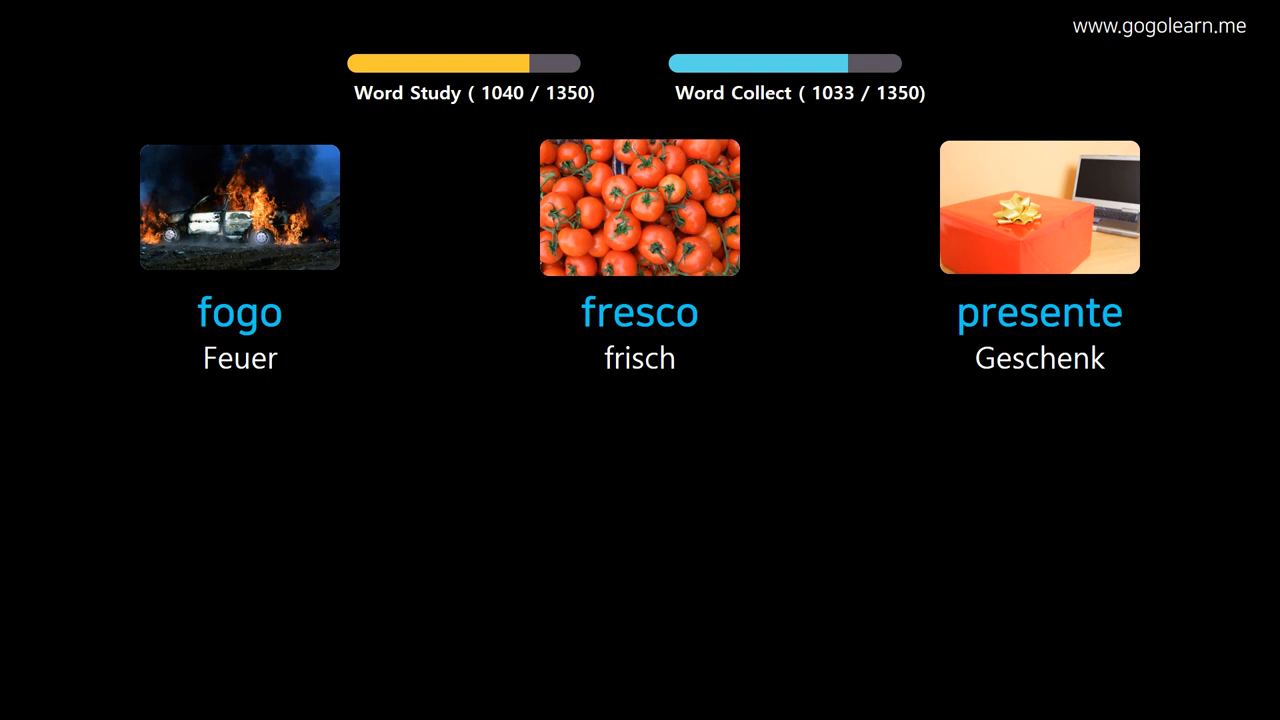 www.gogolearn.me
Word Study ( 1040 / 1350)
Word Collect ( 1033 / 1350)
fogo
Feuer
fresco
frisch
presente
Geschenk